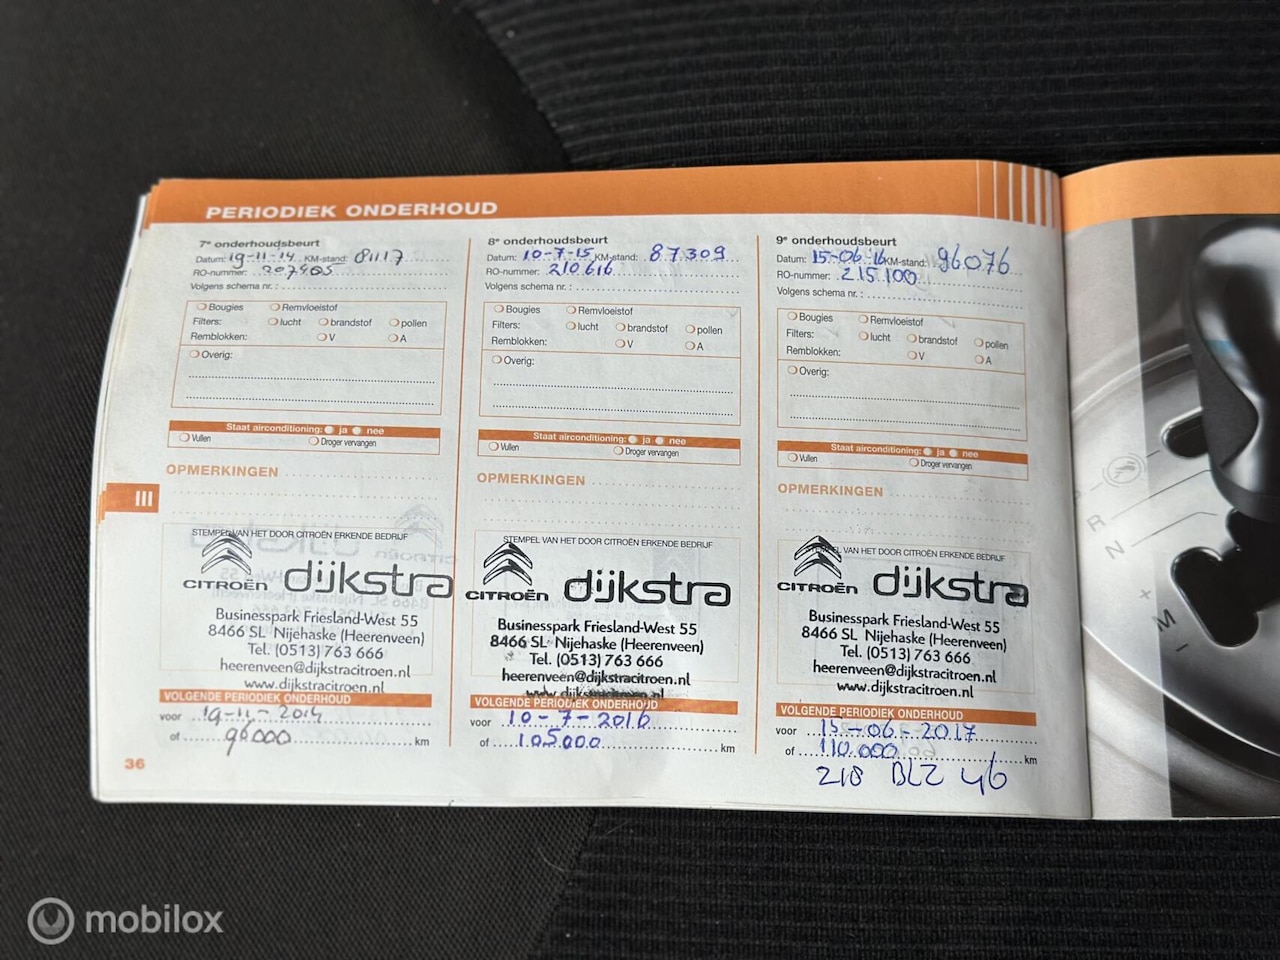 PERIODIEK ONDERHOUD
7e onderhoudsbeurt
Datum: 19-11-14 KM-stand: 81117
RO-nummer: 207905
Volgens schema nr. :
Bougies Remvloeistof
Filters: lucht brandstof pollen
Remblokken: V A
Overig:
Staat airconditioning: ja nee
Vullen Droger vervangen
OPMERKINGEN
STEMPEL VAN HET DOOR CITROËN ERKENDE BEDRIJF
CITROËN dijkstra
Businesspark Friesland-West 55
8466 SL Nijehaske (Heerenveen)
Tel. (0513) 763 666
heerenveen@dijkstracitroen.nl
www.dijkstracitroen.nl
VOLGENDE PERIODIEK ONDERHOUD
voor 19-11-2014
of 96000 km
8e onderhoudsbeurt
Datum: 10-7-15 KM-stand: 87309
RO-nummer: 210616
Volgens schema nr. :
Bougies Remvloeistof
Filters: lucht brandstof pollen
Remblokken: V A
Overig:
Staat airconditioning: ja nee
Vullen Droger vervangen
OPMERKINGEN
STEMPEL VAN HET DOOR CITROËN ERKENDE BEDRIJF
CITROËN dijkstra
Businesspark Friesland-West 55
8466 SL Nijehaske (Heerenveen)
Tel. (0513) 763 666
heerenveen@dijkstracitroen.nl
www.dijkstracitroen.nl
VOLGENDE PERIODIEK ONDERHOUD
voor 10-7-2016
of 105000 km
9e onderhoudsbeurt
Datum: 15-06-16 KM-stand: 96076
RO-nummer: 215.100
Volgens schema nr. :
Bougies Remvloeistof
Filters: lucht brandstof pollen
Remblokken: V A
Overig:
Staat airconditioning: ja nee
Vullen Droger vervangen
OPMERKINGEN
STEMPEL VAN HET DOOR CITROËN ERKENDE BEDRIJF
CITROËN dijkstra
Businesspark Friesland-West 55
8466 SL Nijehaske (Heerenveen)
Tel. (0513) 763 666
heerenveen@dijkstracitroen.nl
www.dijkstracitroen.nl
VOLGENDE PERIODIEK ONDERHOUD
voor 15-06-2017
of 110.000 km
218 BLZ 46
III
36
R
N
+
M
-
mobilox